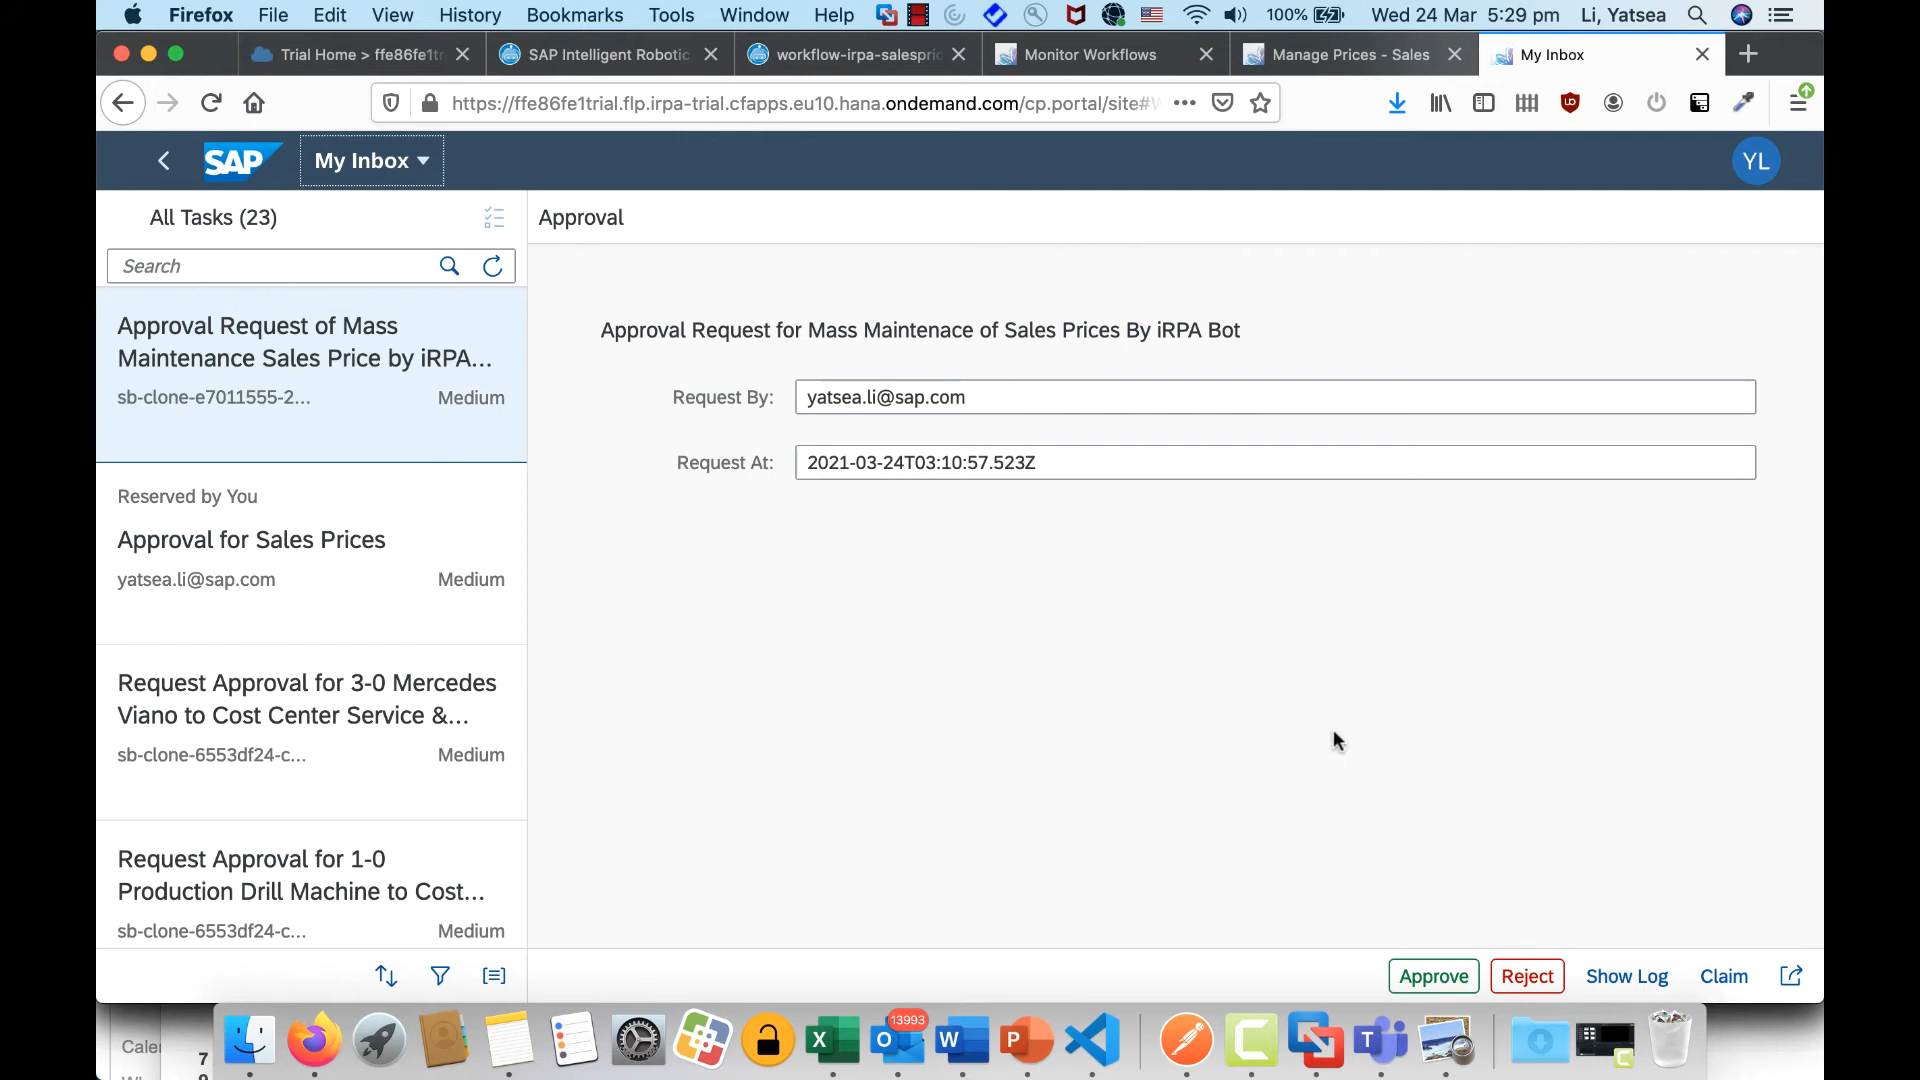 Firefox File Edit View History Bookmarks Tools Window Help 100% Wed 24 Mar 5:29 pm Li, Yatsea
Trial Home > ffe86fe1tr SAP Intelligent Robotic workflow-irpa-salespric Monitor Workflows Manage Prices - Sales My Inbox
https://ffe86fe1trial.flp.irpa-trial.cfapps.eu10.hana.ondemand.com/cp.portal/site#W
SAP My Inbox YL
All Tasks (23)
Approval
Search
Approval Request of Mass
Maintenance Sales Price by iRPA...
sb-clone-e7011555-2... Medium
Approval Request for Mass Maintenace of Sales Prices By iRPA Bot
Request By: yatsea.li@sap.com
Request At: 2021-03-24T03:10:57.523Z
Reserved by You
Approval for Sales Prices
yatsea.li@sap.com Medium
Request Approval for 3-0 Mercedes
Viano to Cost Center Service &...
sb-clone-6553df24-c... Medium
Request Approval for 1-0
Production Drill Machine to Cost...
sb-clone-6553df24-c... Medium
Approve Reject Show Log Claim
13993
Caler
7